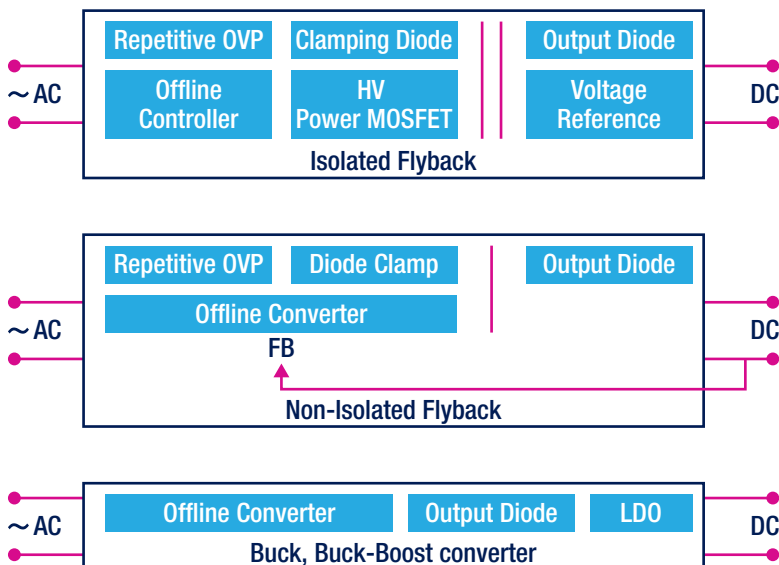 Repetitive OVP Clamping Diode Output Diode
~ AC Offline Controller HV Power MOSFET Voltage Reference DC
Isolated Flyback
Repetitive OVP Diode Clamp Output Diode
~ AC Offline Converter DC
FB
Non-Isolated Flyback
~ AC Offline Converter Output Diode LDO DC
Buck, Buck-Boost converter